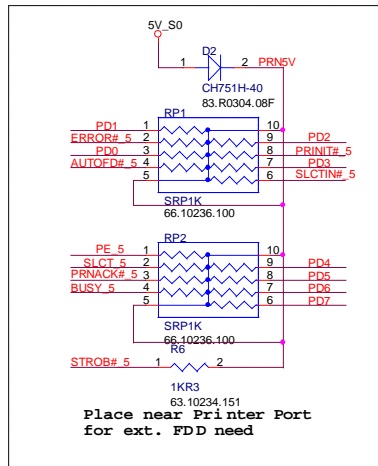 5V_S0
D2
1 2 PRN5V
CH751H-40
83.R0304.08F
RP1
PD1 1 10
ERROR#_5 2 9 PD2
PD0 3 8 PRINIT#_5
AUTOFD#_5 4 7 PD3
5 6 SLCTIN#_5
SRP1K
66.10236.100
RP2
PE_5 1 10
SLCT_5 2 9 PD4
PRNACK#_5 3 8 PD5
BUSY_5 4 7 PD6
5 6 PD7
SRP1K
66.10236.100
R6
STROB#_5 1 2
1KR3
63.10234.151
Place near Printer Port
for ext. FDD need